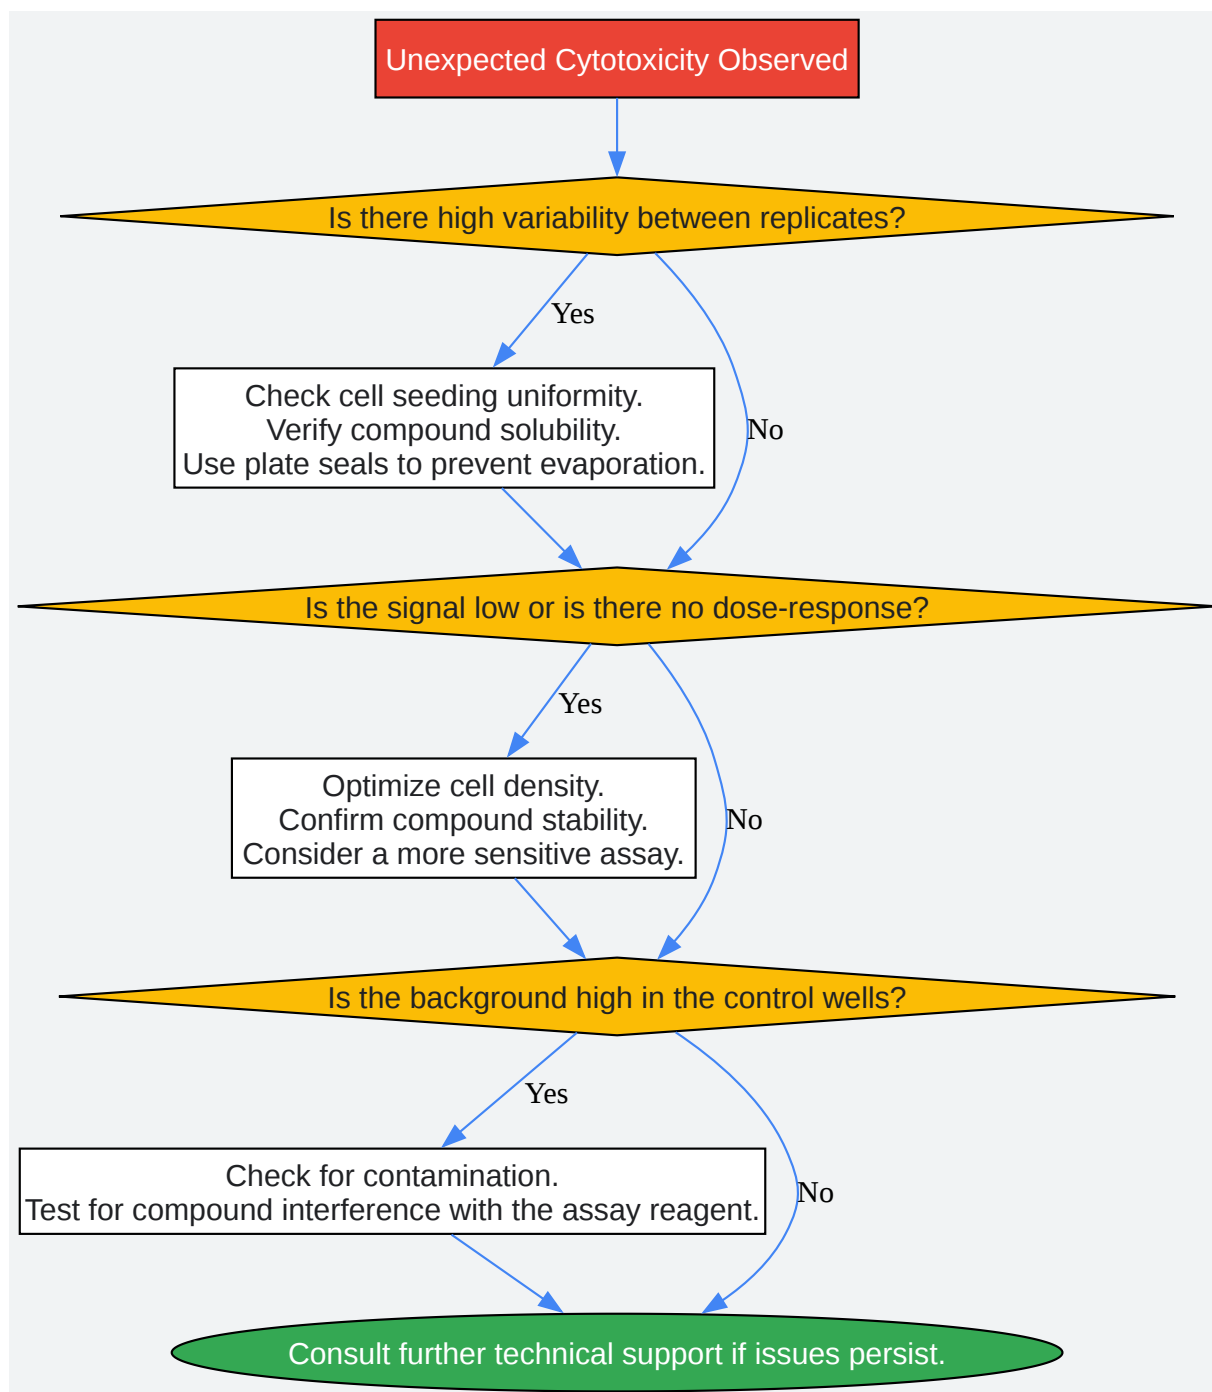 Unexpected Cytotoxicity Observed
Is there high variability between replicates?
Yes
Check cell seeding uniformity.
Verify compound solubility.
Use plate seals to prevent evaporation.
No
Is the signal low or is there no dose-response?
Yes
Optimize cell density.
Confirm compound stability.
Consider a more sensitive assay.
No
Is the background high in the control wells?
Yes
Check for contamination.
Test for compound interference with the assay reagent.
No
Consult further technical support if issues persist.